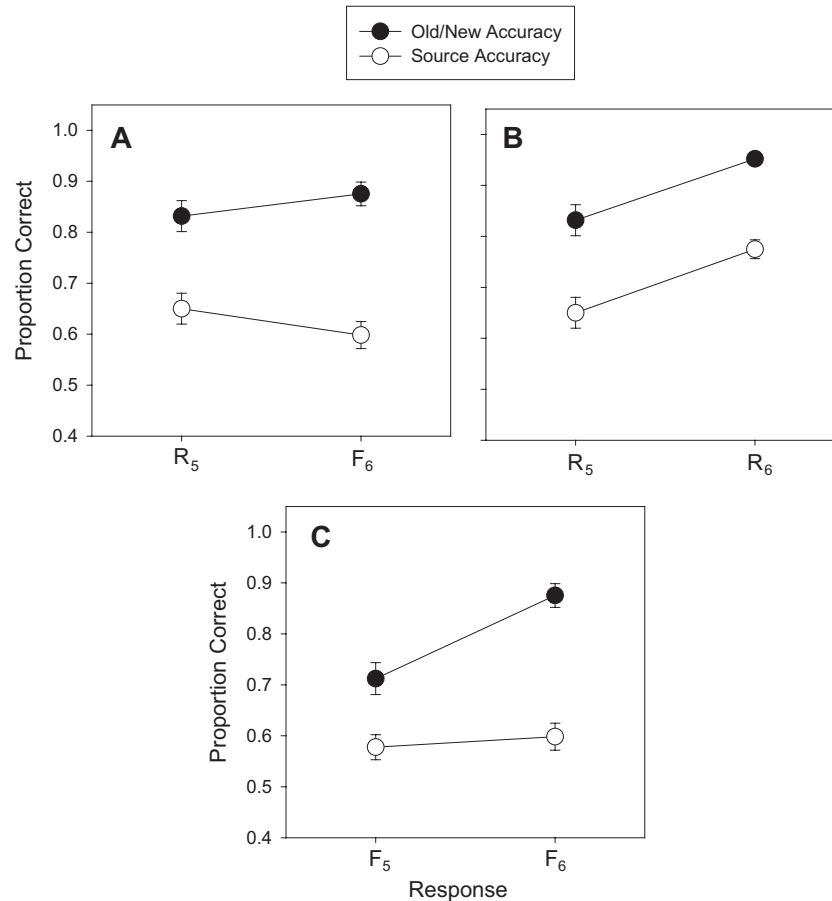 Old/New Accuracy
Source Accuracy
A
Proportion Correct
1.0
0.9
0.8
0.7
0.6
0.5
0.4
R₅ F₆
B
R₅ R₆
C
Proportion Correct
1.0
0.9
0.8
0.7
0.6
0.5
0.4
F₅ F₆
Response